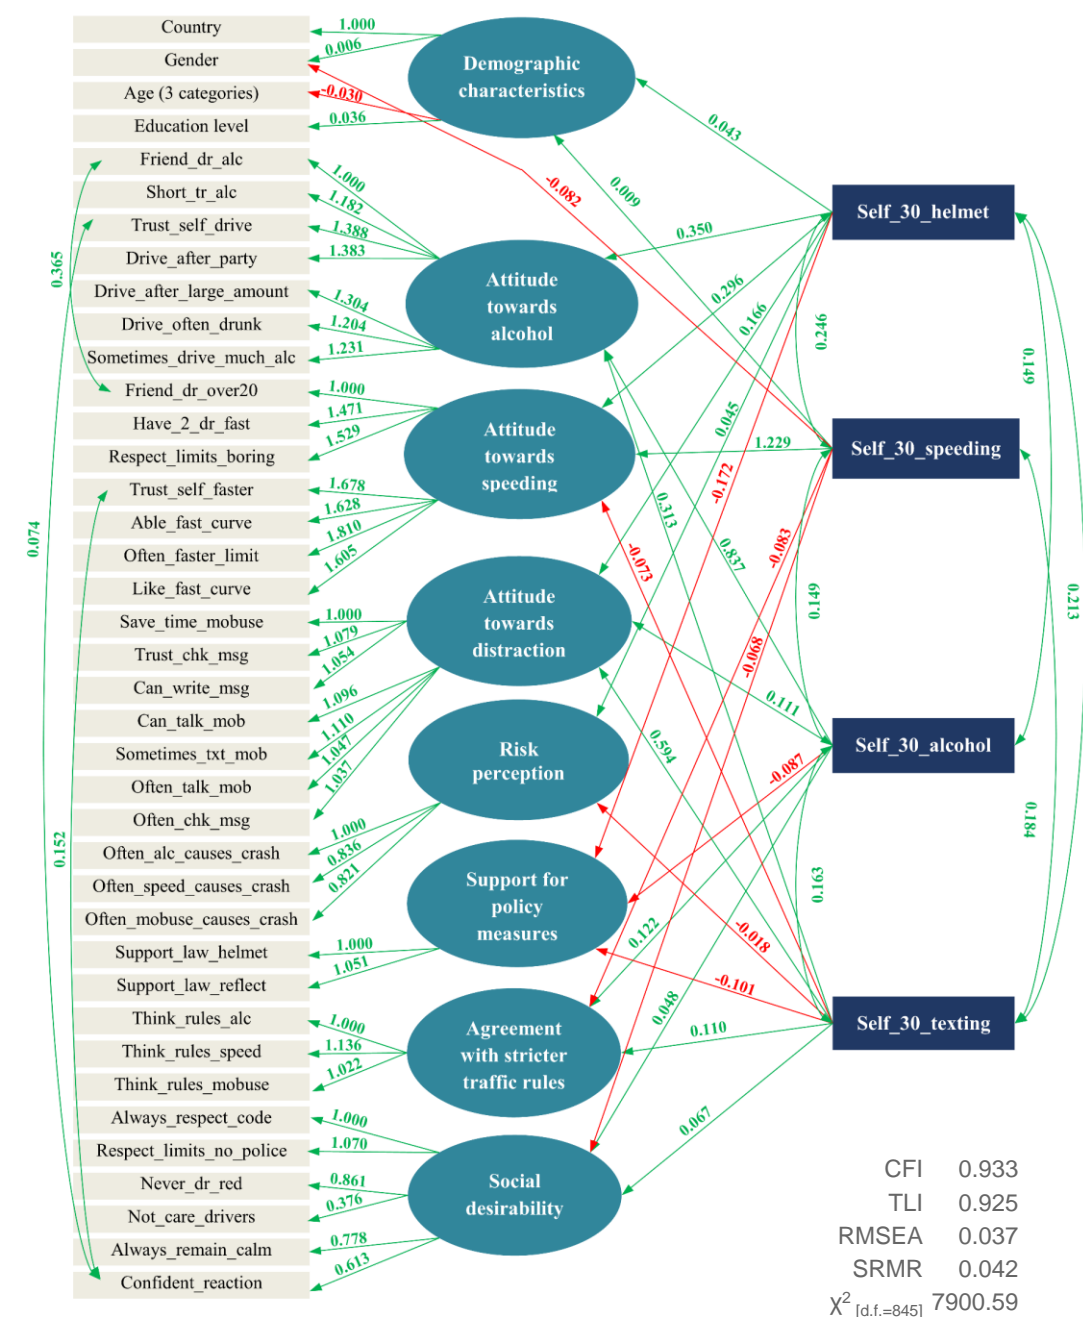 Country
Gender
Age (3 categories)
Education level
Friend_dr_alc
Short_tr_alc
Trust_self_drive
Drive_after_party
Drive_after_large_amount
Drive_often_drunk
Sometimes_drive_much_alc
Friend_dr_over20
Have_2_dr_fast
Respect_limits_boring
Trust_self_faster
Able_fast_curve
Often_faster_limit
Like_fast_curve
Save_time_mobuse
Trust_chk_msg
Can_write_msg
Can_talk_mob
Sometimes_txt_mob
Often_talk_mob
Often_chk_msg
Often_alc_causes_crash
Often_speed_causes_crash
Often_mobuse_causes_crash
Support_law_helmet
Support_law_reflect
Think_rules_alc
Think_rules_speed
Think_rules_mobuse
Always_respect_code
Respect_limits_no_police
Never_dr_red
Not_care_drivers
Always_remain_calm
Confident_reaction
0.365
0.074
0.152
1.000
0.006
-0.030
0.036
1.000
1.182
1.388
1.383
1.304
1.204
1.231
1.000
1.471
1.529
1.678
1.628
1.810
1.605
1.000
1.079
1.054
1.096
1.110
1.047
1.037
1.000
0.836
0.821
1.000
1.051
1.000
1.136
1.022
1.000
1.070
0.861
0.376
0.778
0.613
Demographic
characteristics
Attitude
towards
alcohol
Attitude
towards
speeding
Attitude
towards
distraction
Risk
perception
Support for
policy
measures
Agreement
with stricter
traffic rules
Social
desirability
0.043
-0.082
0.009
0.350
0.296
0.166
0.246
0.045
1.229
-0.172
0.313
0.837
-0.083
-0.073
0.149
-0.068
0.111
0.594
-0.087
0.163
0.122
-0.018
-0.101
0.048
0.110
0.067
Self_30_helmet
Self_30_speeding
Self_30_alcohol
Self_30_texting
0.149
0.213
0.184
CFI 0.933
TLI 0.925
RMSEA 0.037
SRMR 0.042
χ2 [d.f.=845] 7900.59